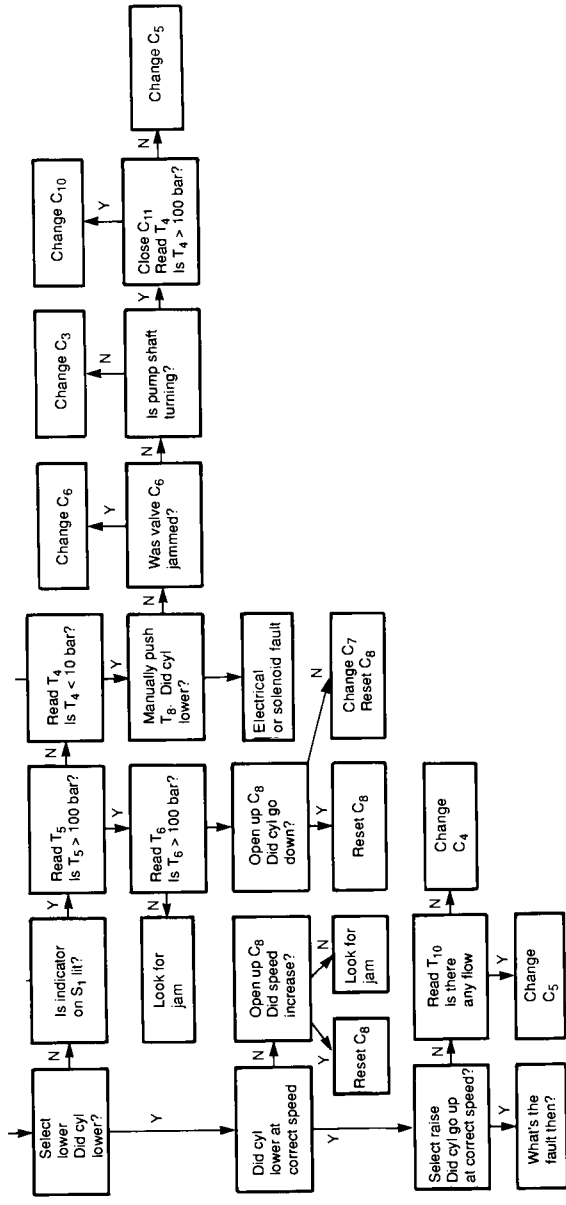 Select
lower
Did cyl
lower?
N
Is indicator
on S₁ lit?
Y
Read T₅
Is T₅ > 100 bar?
N
Read T₄
Is T₄ < 10 bar?
Y
Y
Y
Look for
jam
N
Read T₆
Is T₆ > 100 bar?
Manually push
T₈. Did cyl
lower?
N
Was valve C₆
jammed?
Y
Change C₆
N
Is pump shaft
turning?
N
Change C₃
Y
Close C₁₁
Read T₄
Is T₄ > 100 bar?
Y
Change C₁₀
N
Change C₅
Electrical
or solenoid fault
Did cyl
lower at
correct speed
N
Open up C₈
Did speed
increase?
Y
Reset C₈
N
Look for
jam
Open up C₈
Did cyl go
down?
Y
Reset C₈
N
Change C₇
Reset C₈
Y
Select raise
Did cyl go up
at correct speed?
N
Read T₁₀
Is there
any flow
N
Change
C₄
Y
What's the
fault then?
Y
Change
C₅